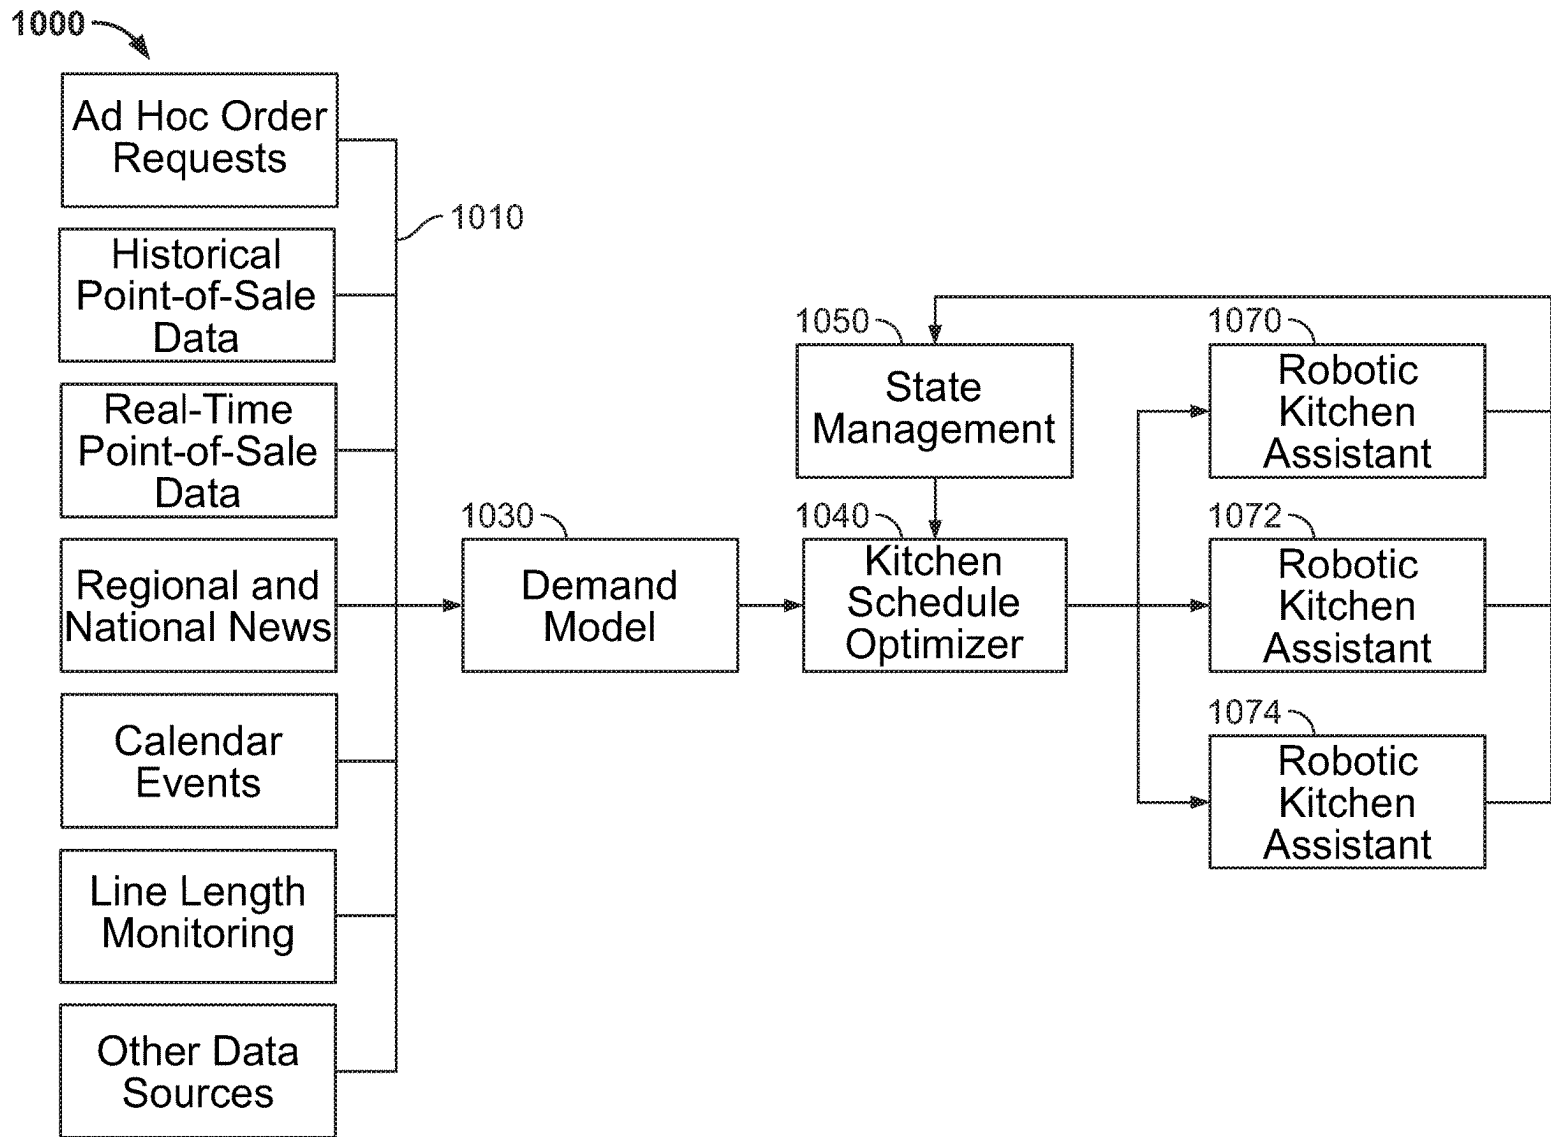 1000
Ad Hoc Order
Requests
1010
Historical
Point-of-Sale
Data
Real-Time
Point-of-Sale
Data
Regional and
National News
Calendar
Events
Line Length
Monitoring
Other Data
Sources
1030
Demand
Model
1050
State
Management
1040
Kitchen
Schedule
Optimizer
1070
Robotic
Kitchen
Assistant
1072
Robotic
Kitchen
Assistant
1074
Robotic
Kitchen
Assistant